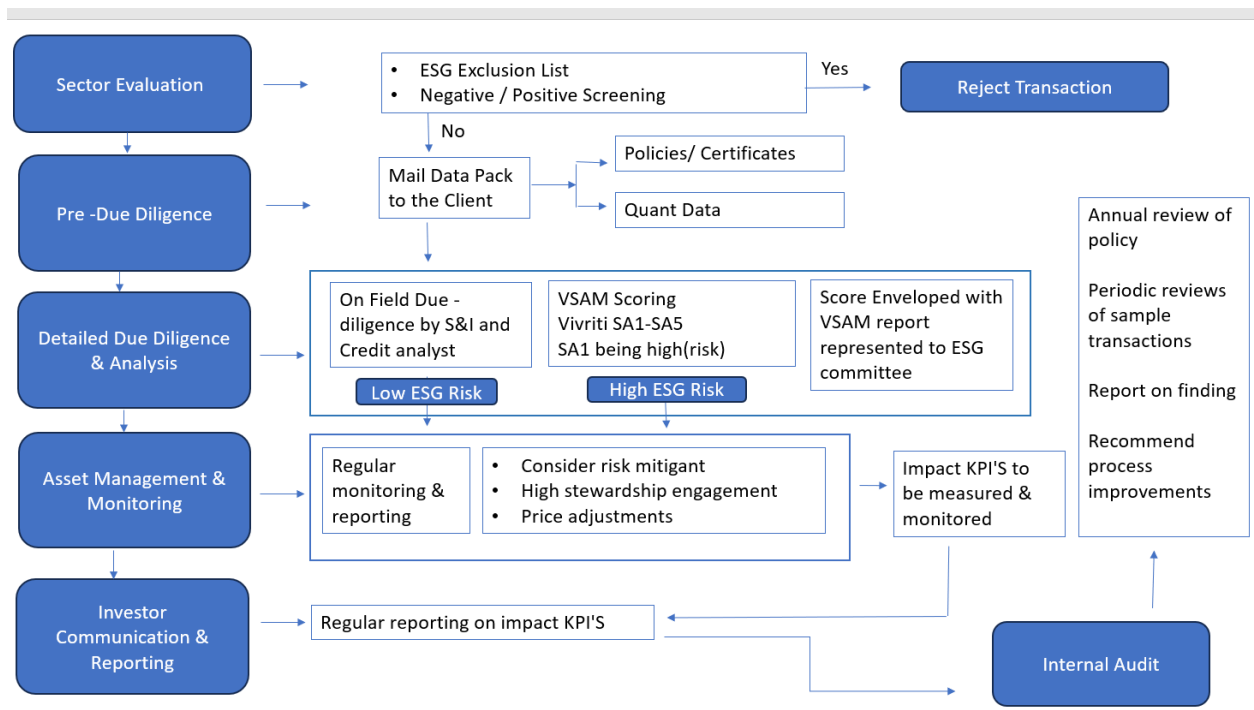 Sector Evaluation
• ESG Exclusion List
• Negative / Positive Screening
Yes
Reject Transaction
No
Pre -Due Diligence
Mail Data Pack
to the Client
Policies/ Certificates
Quant Data
Detailed Due Diligence
& Analysis
On Field Due -
diligence by S&I and
Credit analyst
VSAM Scoring
Vivriti SA1-SA5
SA1 being high(risk)
Score Enveloped with
VSAM report
represented to ESG
committee
Low ESG Risk
High ESG Risk
Asset Management &
Monitoring
Regular
monitoring &
reporting
• Consider risk mitigant
• High stewardship engagement
• Price adjustments
Impact KPI'S to
be measured &
monitored
Annual review of
policy
Periodic reviews
of sample
transactions
Report on finding
Recommend
process
improvements
Investor
Communication &
Reporting
Regular reporting on impact KPI'S
Internal Audit